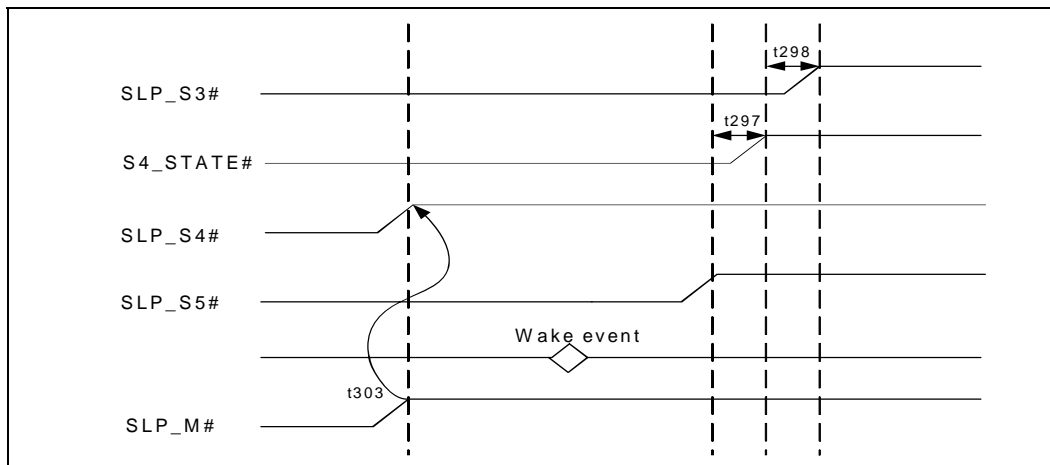 t298
SLP_S3#
t297
S4_STATE#
SLP_S4#
SLP_S5#
Wake event
t303
SLP_M#